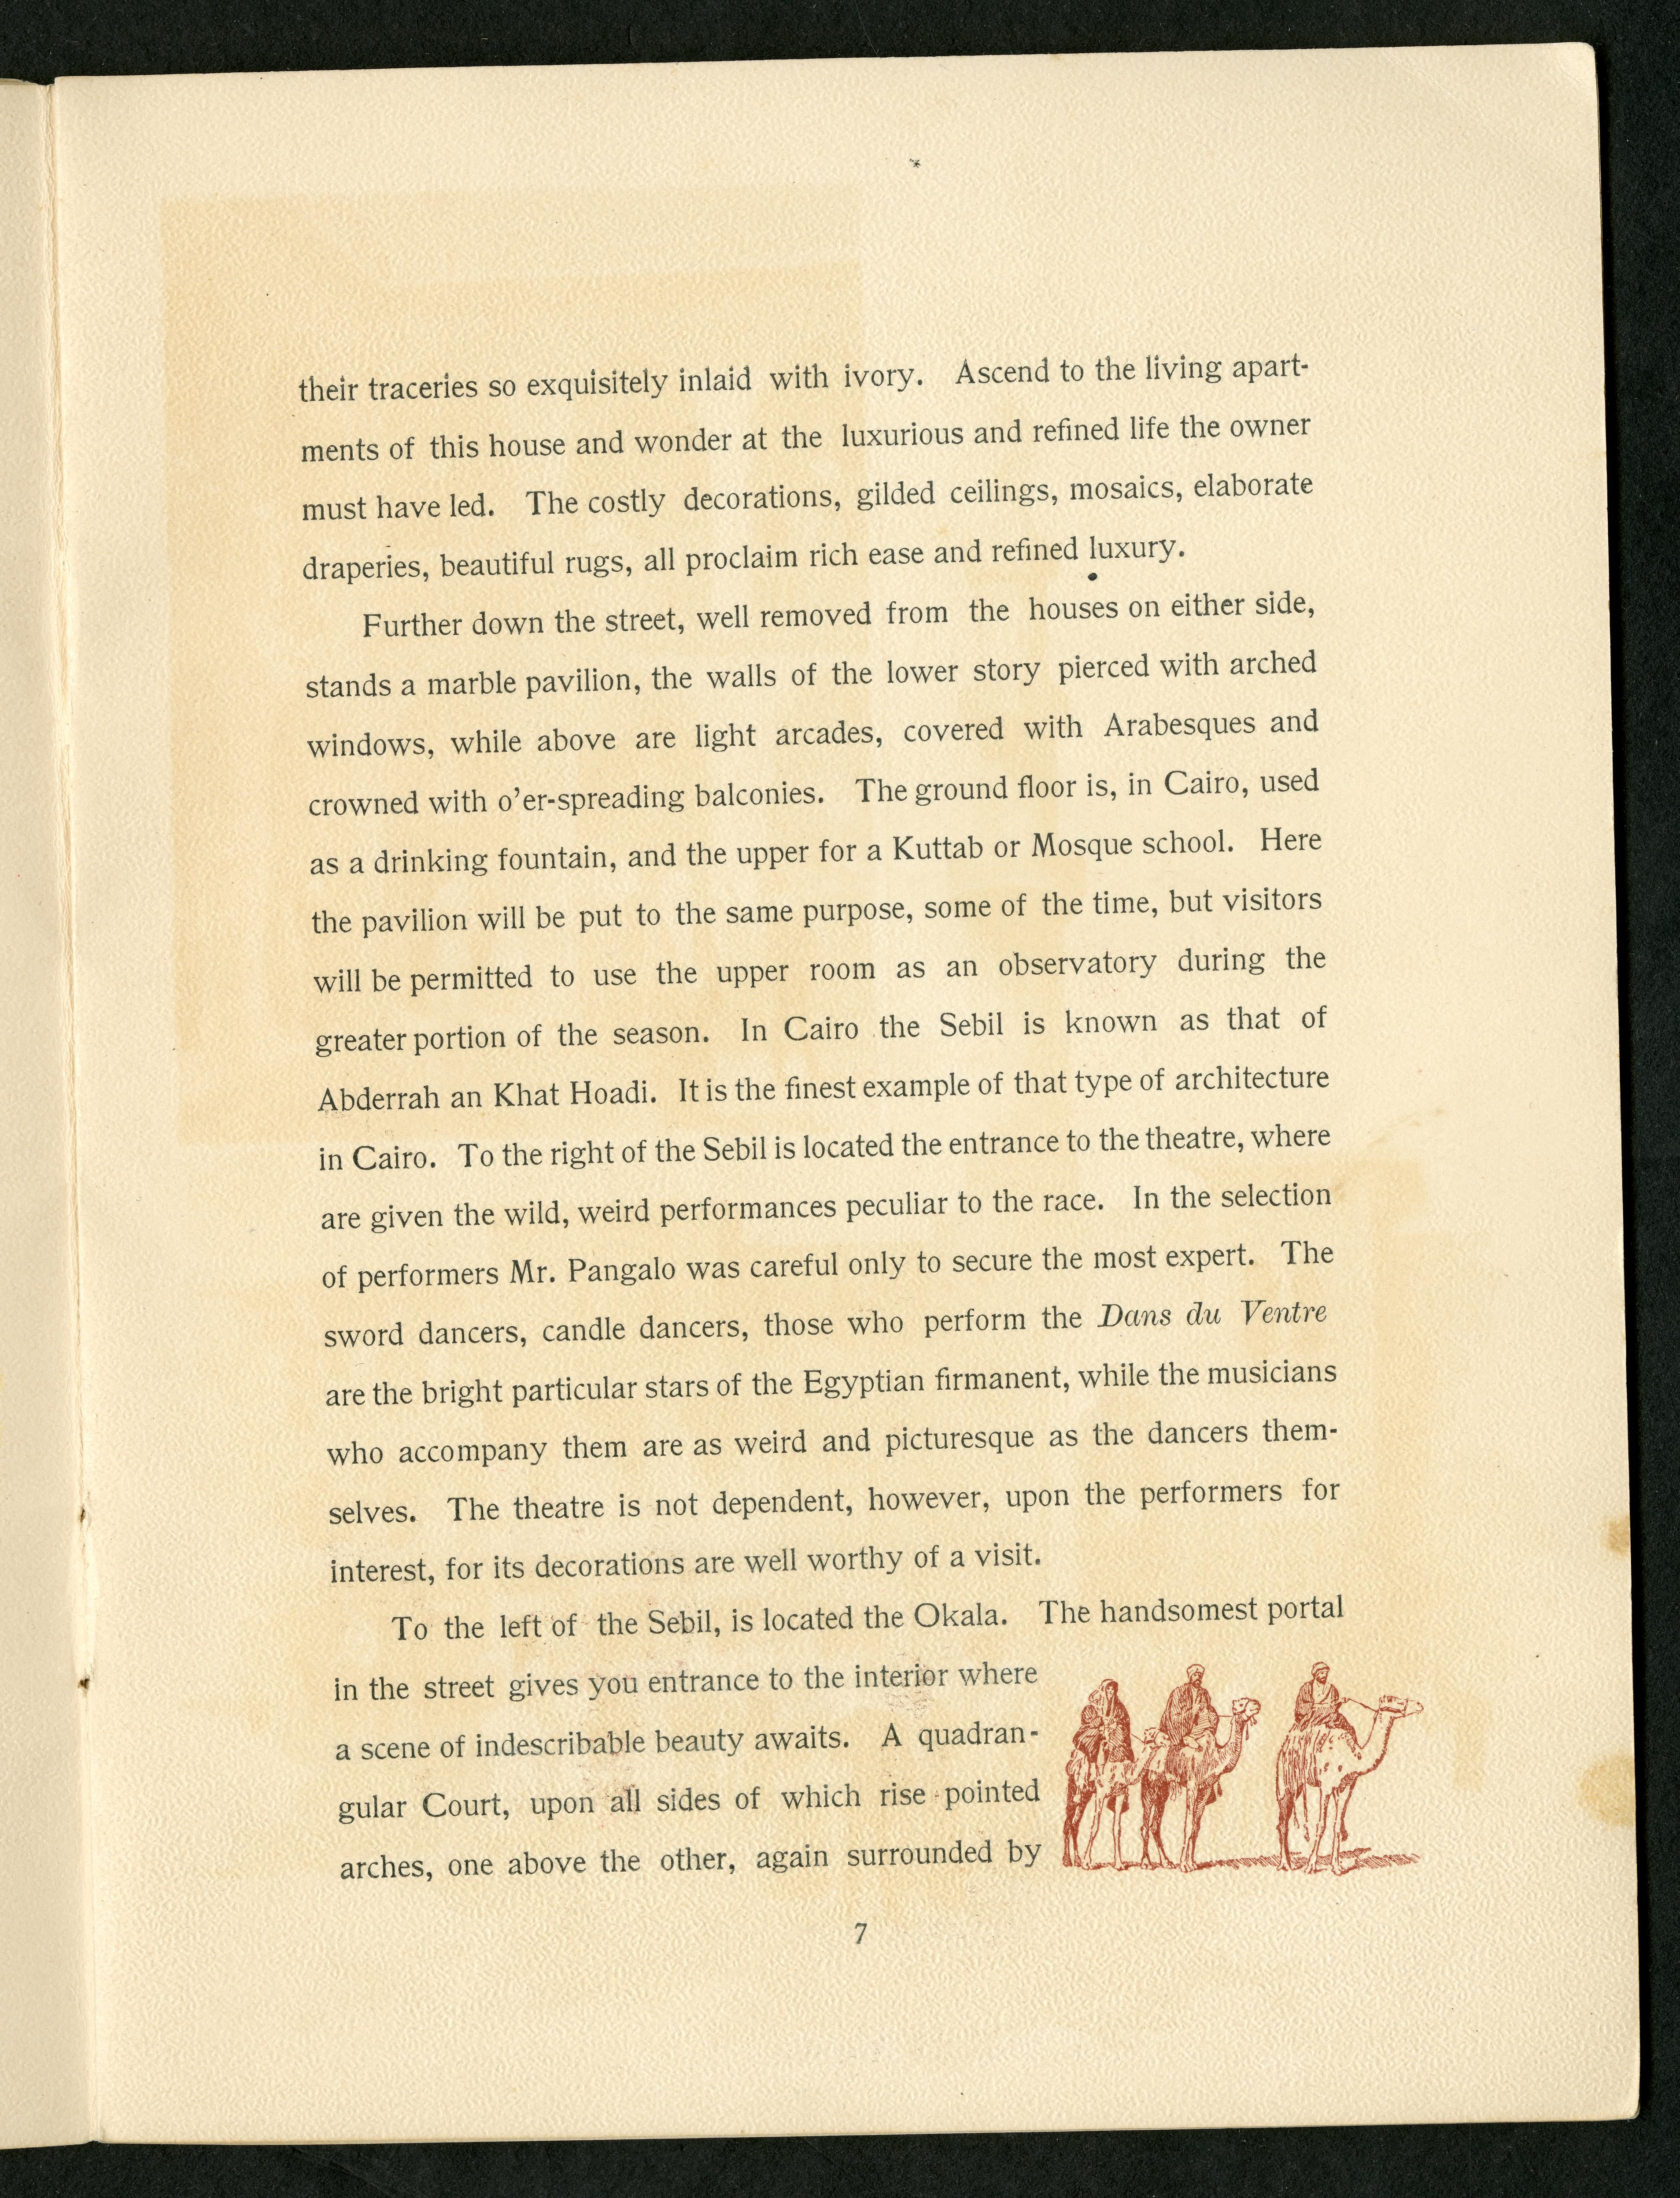 their traceries so exquisitely inlaid with ivory. Ascend to the living apart-
ments of this house and wonder at the luxurious and refined life the owner
must have led. The costly decorations, gilded ceilings, mosaics, elaborate
draperies, beautiful rugs, all proclaim rich ease and refined luxury.
Further down the street, well removed from the houses on either side,
stands a marble pavilion, the walls of the lower story pierced with arched
windows, while above are light arcades, covered with Arabesques and
crowned with o’er-spreading balconies. The ground floor is, in Cairo, used
as a drinking fountain, and the upper for a Kuttab or Mosque school. Here
the pavilion will be put to the same purpose, some of the time, but visitors
will be permitted to use the upper room as an observatory during the
greater portion of the season. In Cairo the Sebil is known as that of
Abderrah an Khat Hoadi. It is the finest example of that type of architecture
in Cairo. To the right of the Sebil is located the entrance to the theatre, where
are given the wild, weird performances peculiar to the race. In the selection
of performers Mr. Pangalo was careful only to secure the most expert. The
sword dancers, candle dancers, those who perform the Dans du Ventre
are the bright particular stars of the Egyptian firmanent, while the musicians
who accompany them are as weird and picturesque as the dancers them-
selves. The theatre is not dependent, however, upon the performers for
interest, for its decorations are well worthy of a visit.
To the left of the Sebil, is located the Okala. The handsomest portal
in the street gives you entrance to the interior where
a scene of indescribable beauty awaits. A quadran-
gular Court, upon all sides of which rise pointed
arches, one above the other, again surrounded by
7